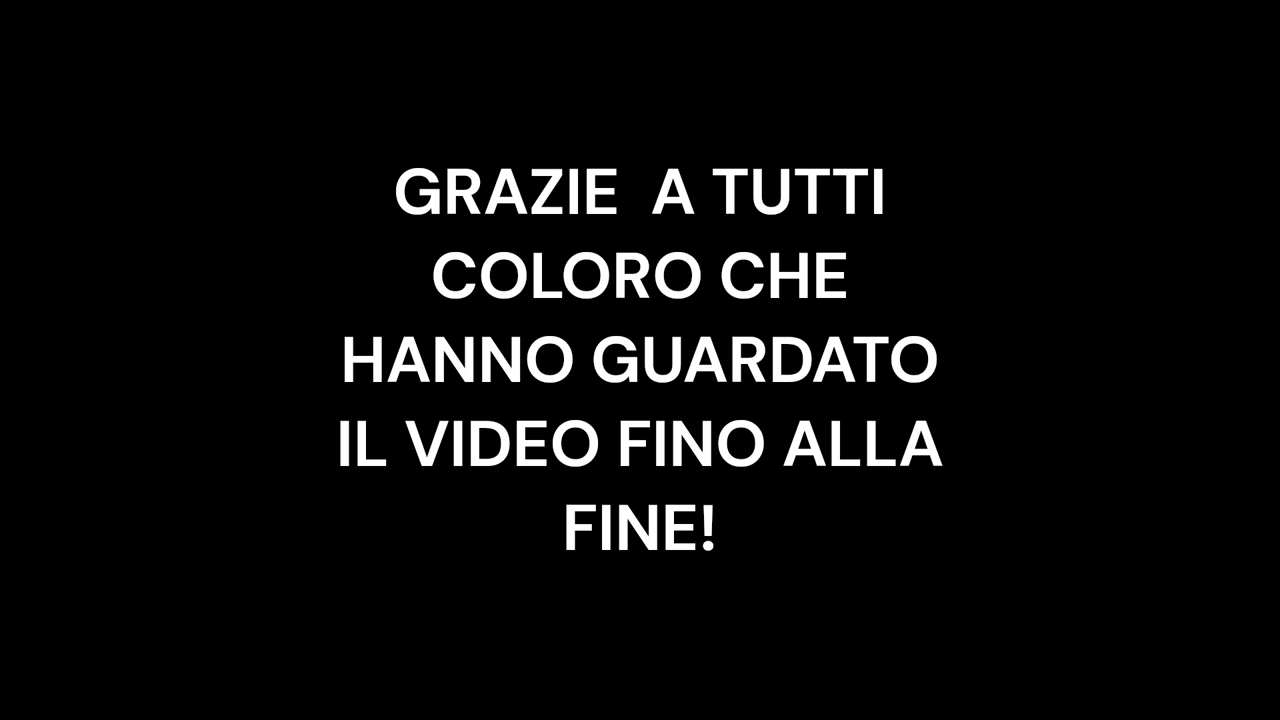 GRAZIE  A TUTTI
COLORO CHE
HANNO GUARDATO
IL VIDEO FINO ALLA
FINE!